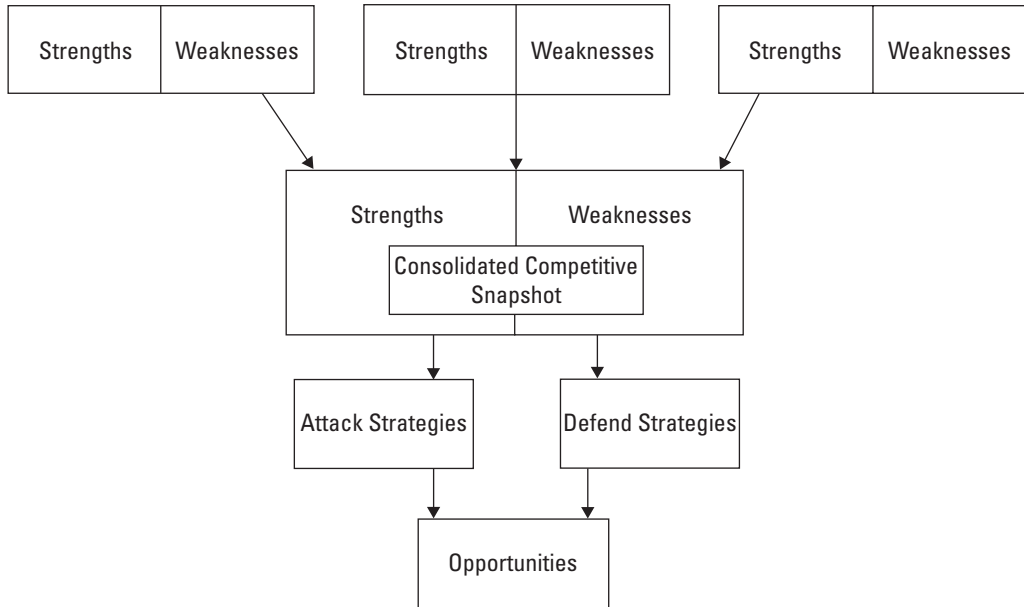 Strengths
Weaknesses
Strengths
Weaknesses
Strengths
Weaknesses
Strengths
Weaknesses
Consolidated Competitive
Snapshot
Attack Strategies
Defend Strategies
Opportunities